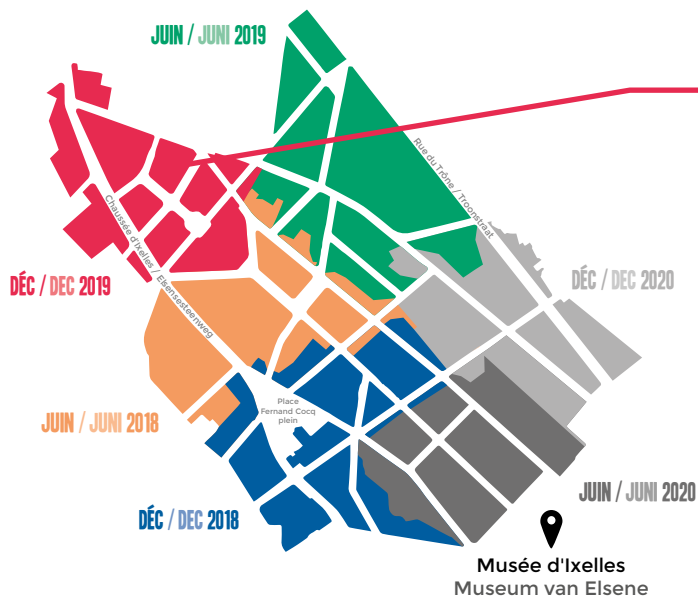 JUIN / JUNI 2019
Rue du Trône / Troonstraat
Chaussée d'Ixelles / Elsensesteenweg
DÉC / DEC 2019
DÉC / DEC 2020
JUIN / JUNI 2018
Place
Fernand Cocq
plein
JUIN / JUNI 2020
DÉC / DEC 2018
Musée d'Ixelles
Museum van Elsene